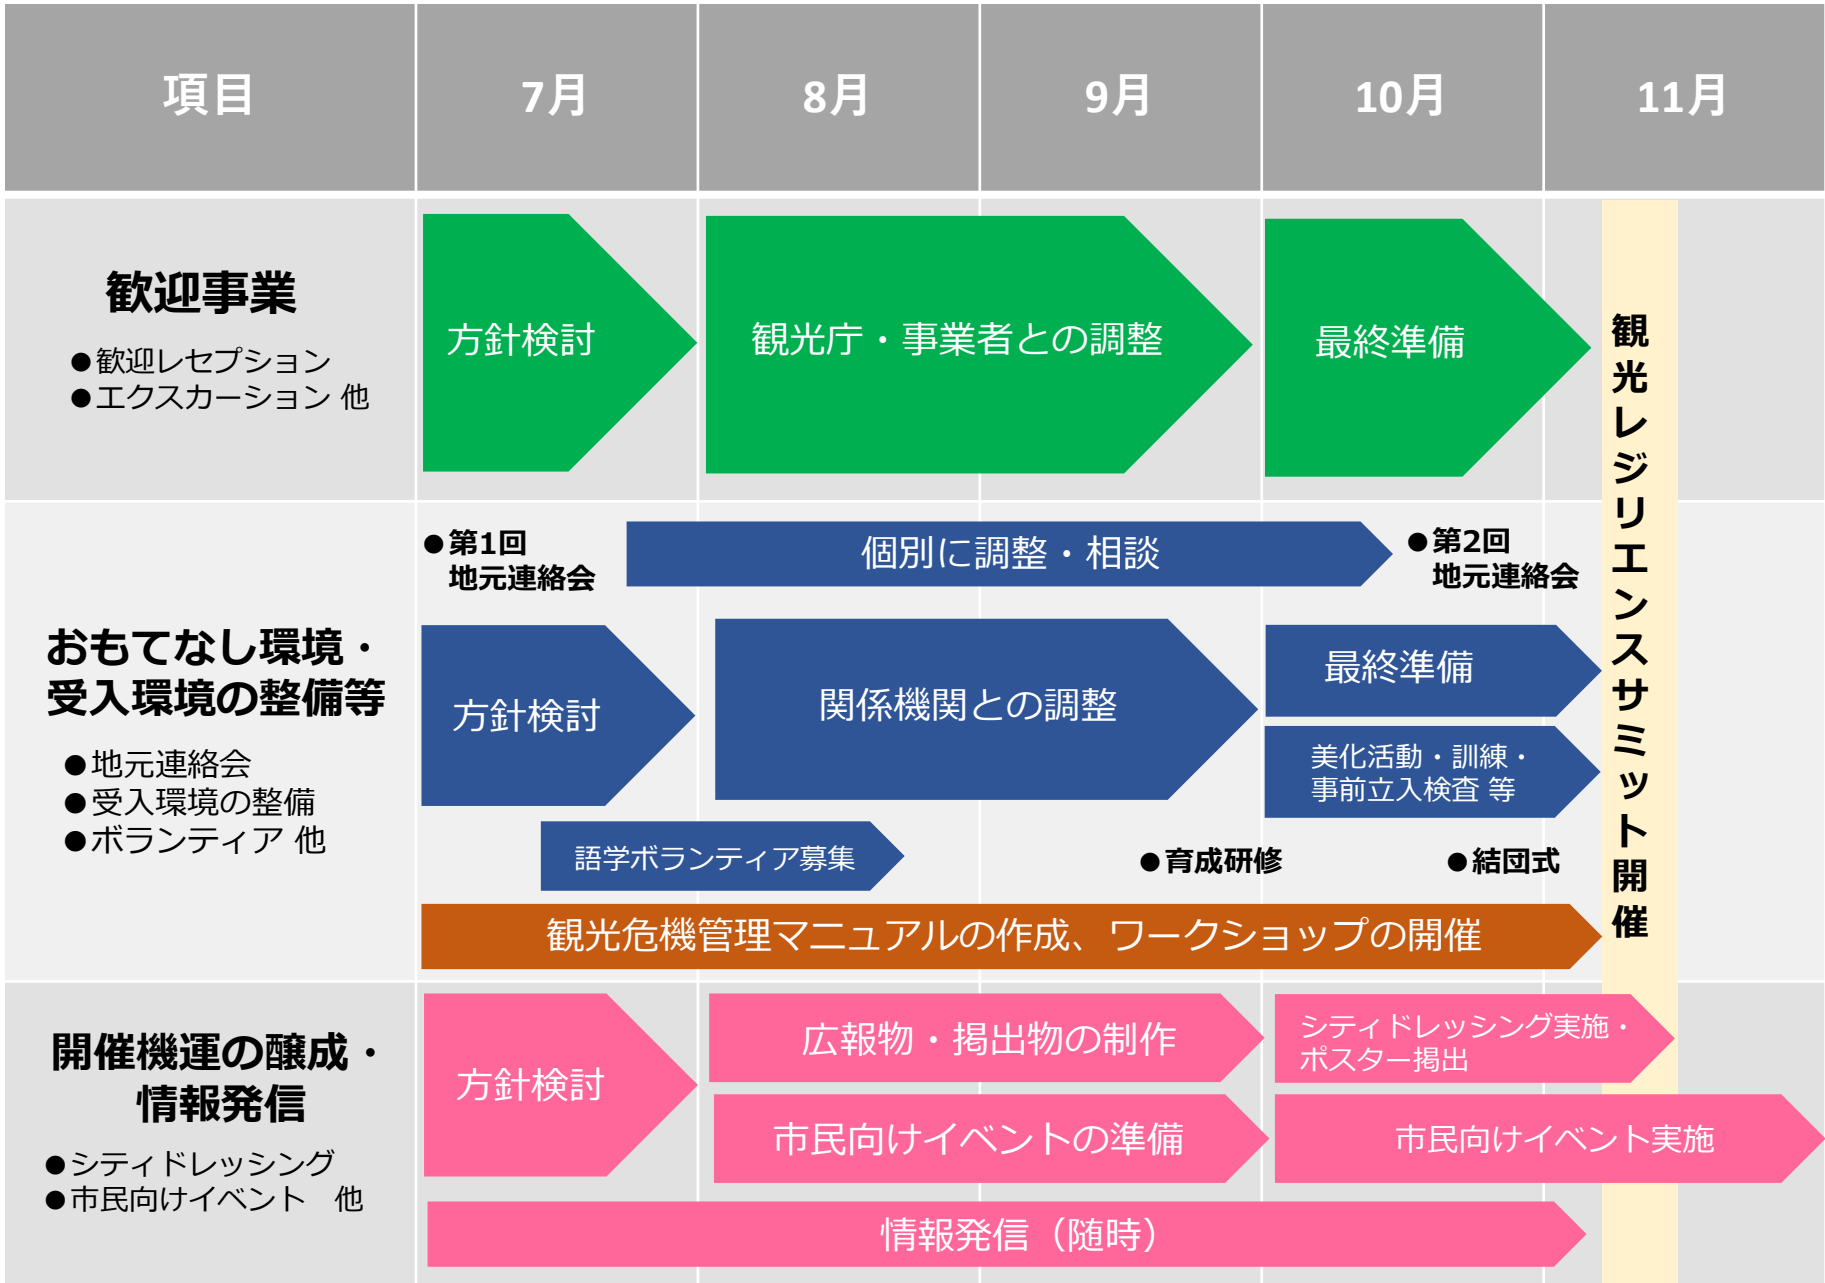 項目
7月
8月
9月
10月
11月
歓迎事業
●歓迎レセプション
●エクスカーション 他
方針検討
観光庁・事業者との調整
最終準備
観光レジリエンスサミット開催
おもてなし環境・
受入環境の整備等
●地元連絡会
●受入環境の整備
●ボランティア 他
●第1回
地元連絡会
個別に調整・相談
●第2回
地元連絡会
方針検討
関係機関との調整
最終準備
美化活動・訓練・
事前立入検査 等
語学ボランティア募集
●育成研修
●結団式
観光危機管理マニュアルの作成、ワークショップの開催
開催機運の醸成・
情報発信
●シティドレッシング
●市民向けイベント　他
方針検討
広報物・掲出物の制作
シティドレッシング実施・
ポスター掲出
市民向けイベントの準備
市民向けイベント実施
情報発信（随時）